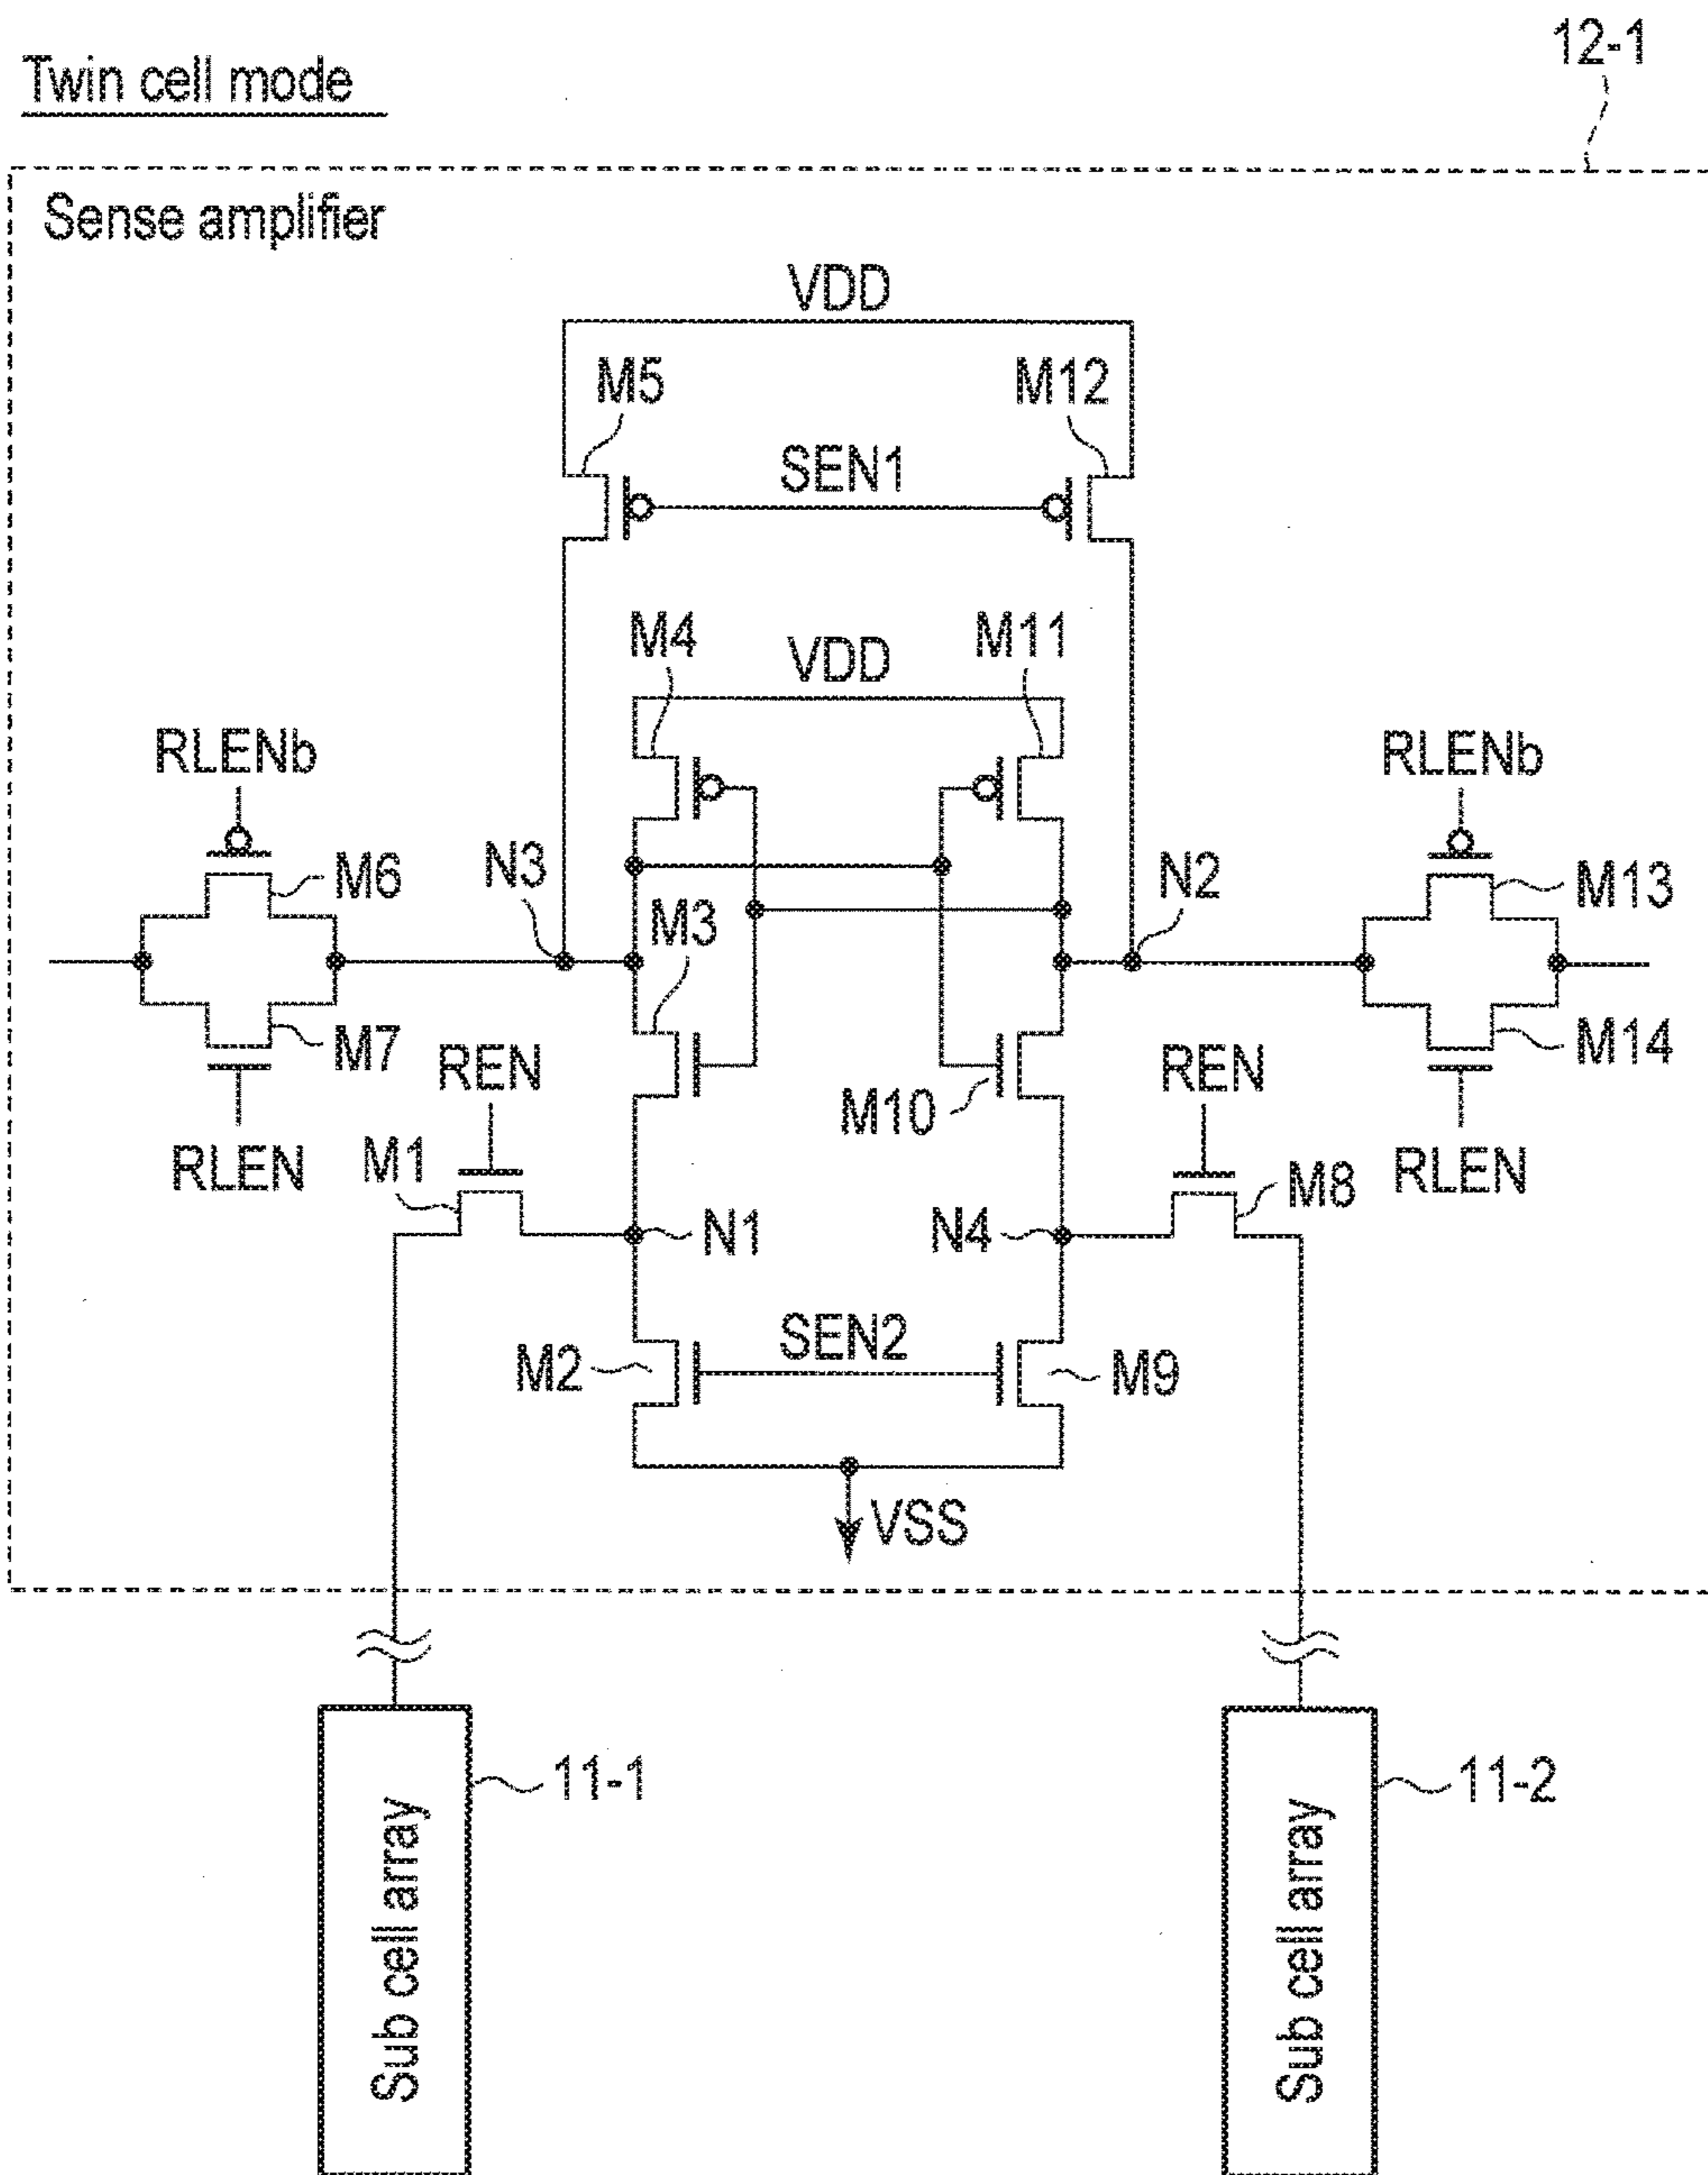 12-1
Twin cell mode
Sense amplifier
VDD
M5
M12
SEN1
M4
VDD
M11
RLENb
RLENb
N3
M6
M3
N2
M13
M7
REN
M10
REN
M14
RLEN
M1
M8
RLEN
N1
N4
M2
SEN2
M9
VSS
11-1
11-2
Sub cell array
Sub cell array